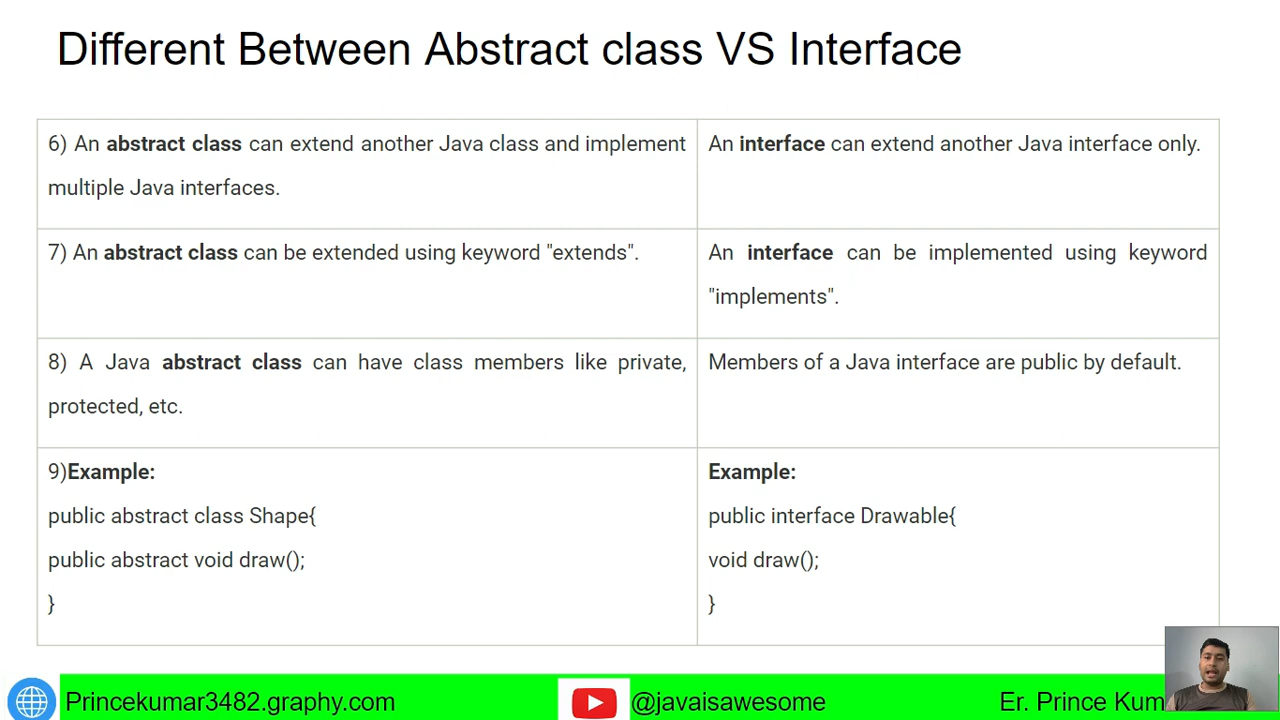 Different Between Abstract class VS Interface
6) An abstract class can extend another Java class and implement
multiple Java interfaces.
An interface can extend another Java interface only.
7) An abstract class can be extended using keyword "extends".
An interface can be implemented using keyword
"implements".
8) A Java abstract class can have class members like private,
protected, etc.
Members of a Java interface are public by default.
9)Example:
public abstract class Shape{
public abstract void draw();
}
Example:
public interface Drawable{
void draw();
}
Princekumar3482.graphy.com
@javaisawesome
Er. Prince Kum